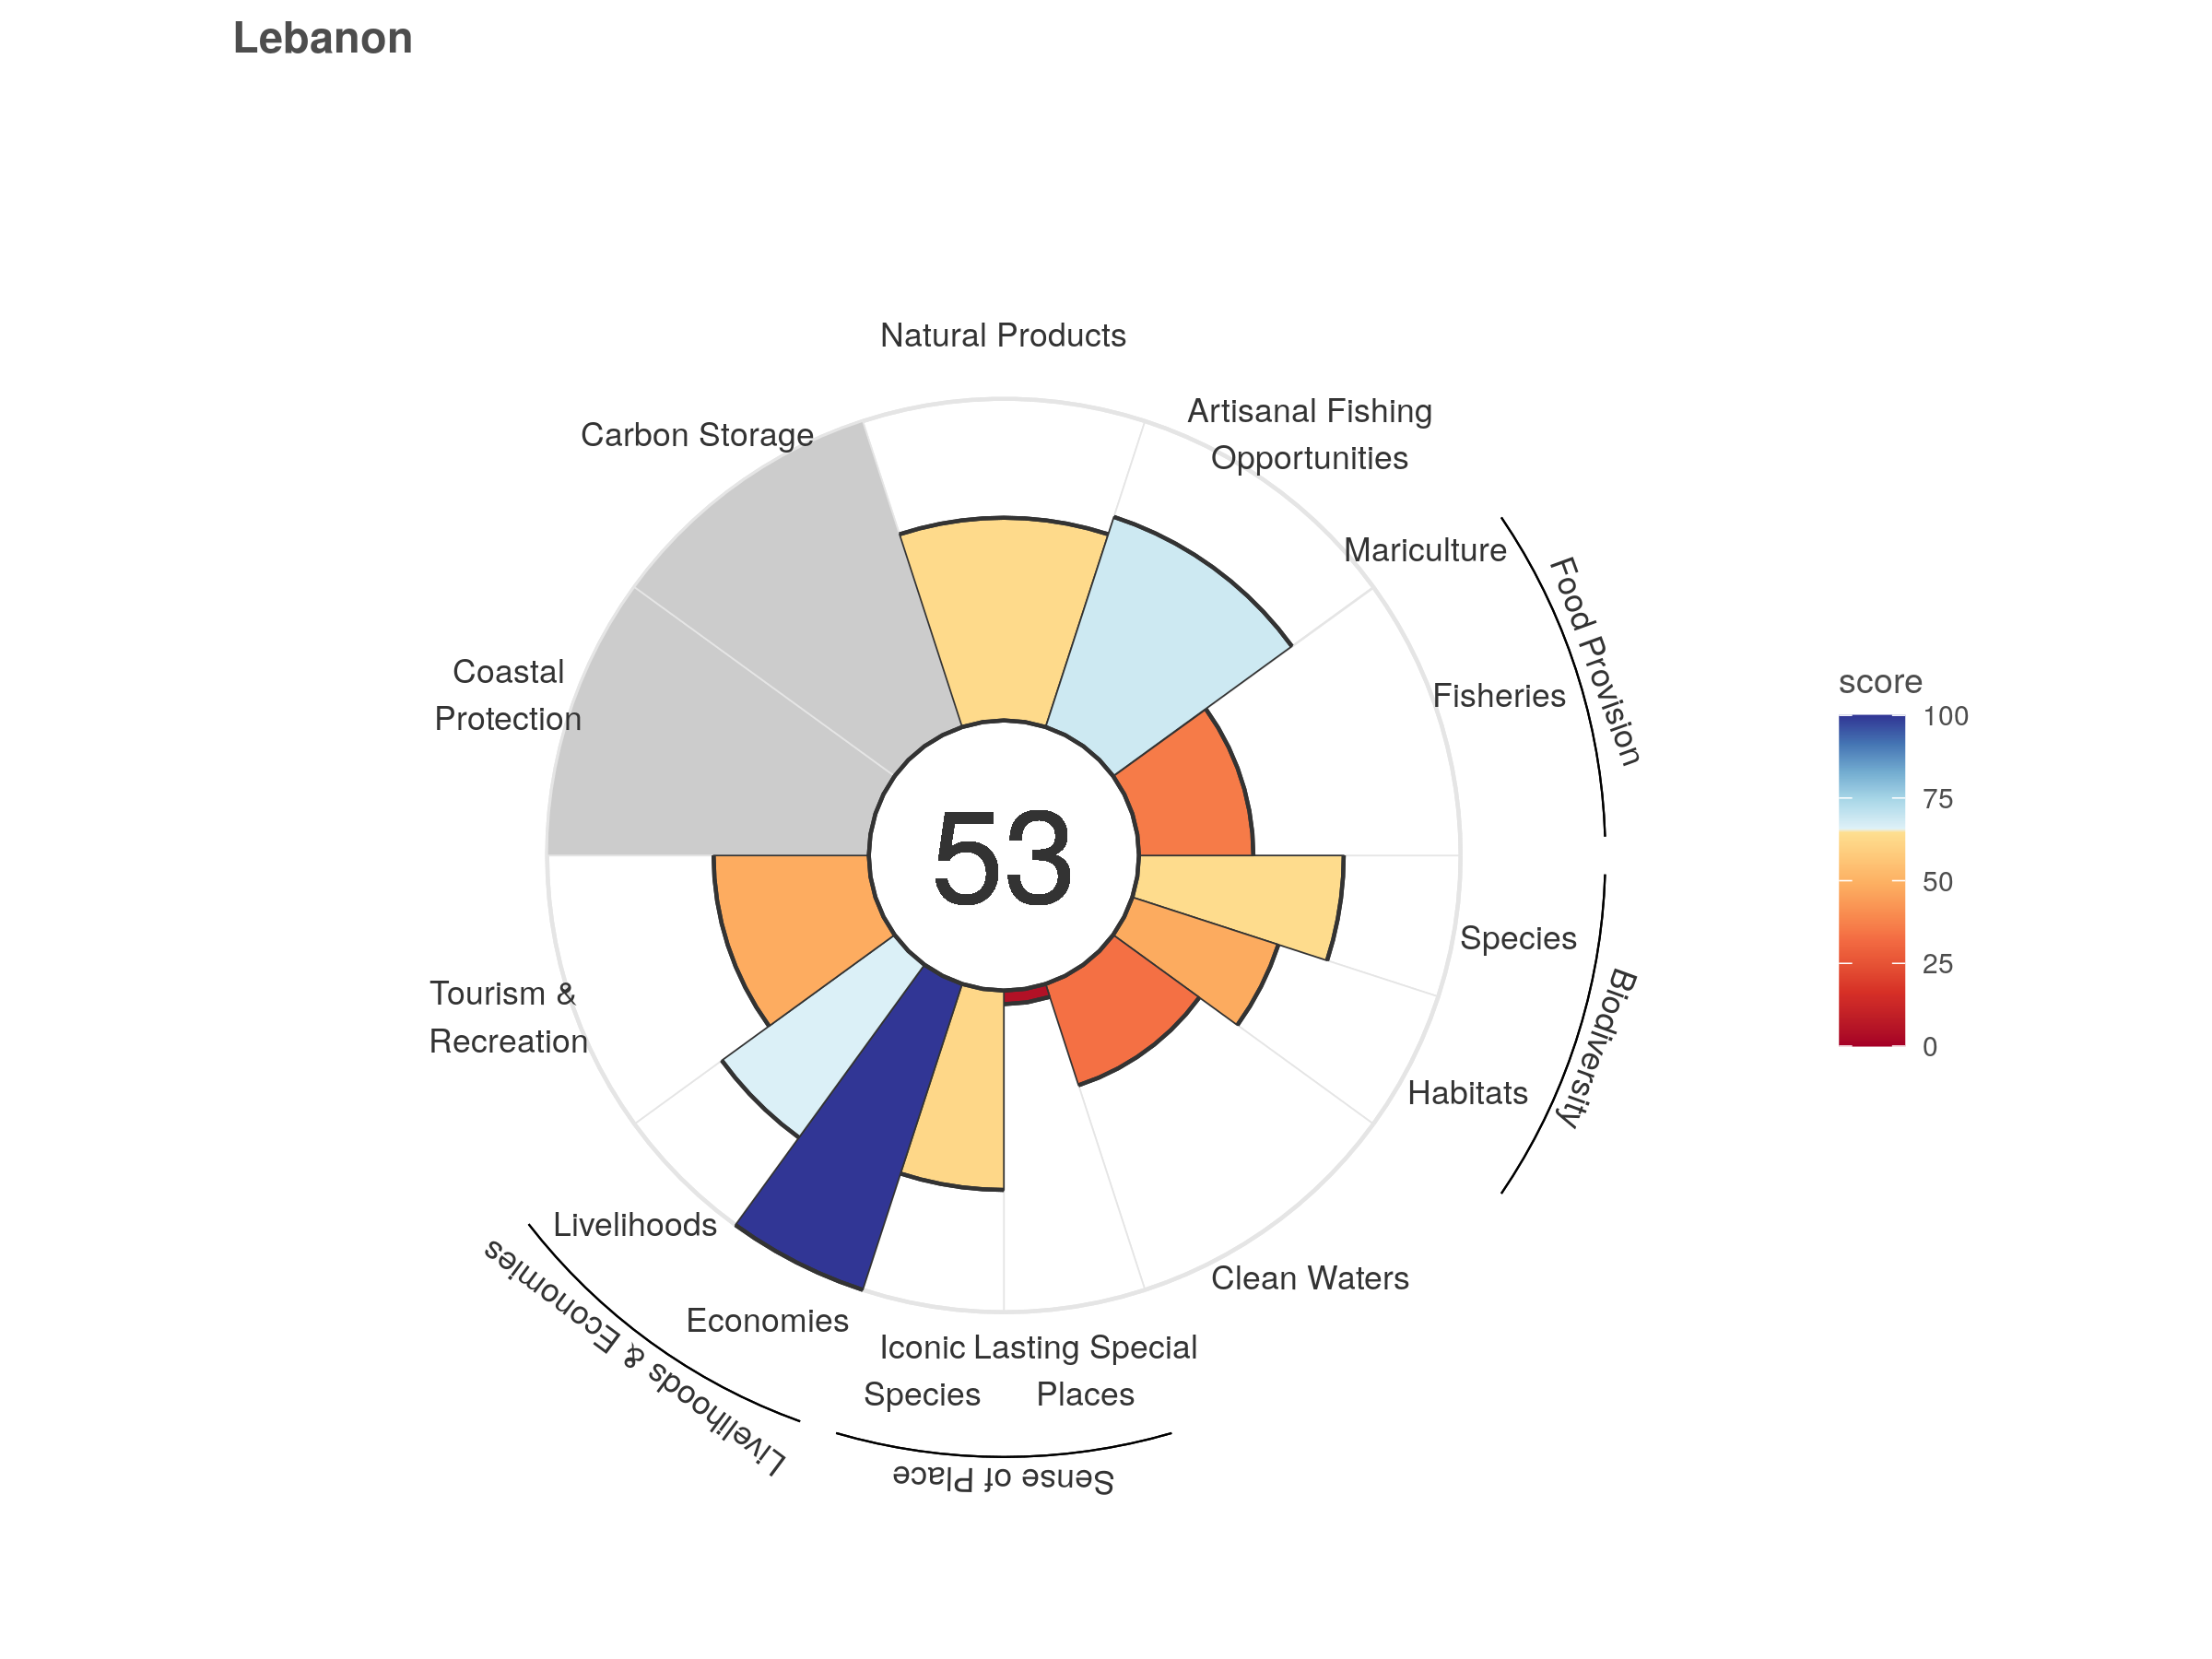 Lebanon
Natural Products
Artisanal Fishing
Opportunities
Carbon Storage
Mariculture
Food Provision
Fisheries
Coastal
Protection
score
100
75
50
25
0
53
Species
Biodiversity
Habitats
Tourism &
Recreation
Livelihoods
Clean Waters
Economies
Livelihoods & Economies
Iconic
Species
Lasting Special
Places
Sense of Place